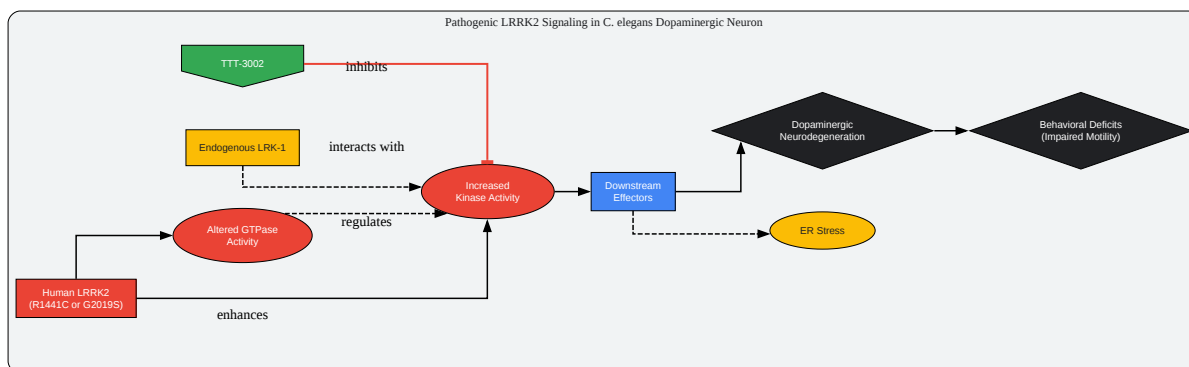 Pathogenic LRRK2 Signaling in C. elegans Dopaminergic Neuron
TTT-3002
inhibits
Endogenous LRK-1
interacts with
Increased
Kinase Activity
Downstream
Effectors
Dopaminergic
Neurodegeneration
Behavioral Deficits
(Impaired Motility)
Altered GTPase
Activity
regulates
ER Stress
Human LRRK2
(R1441C or G2019S)
enhances